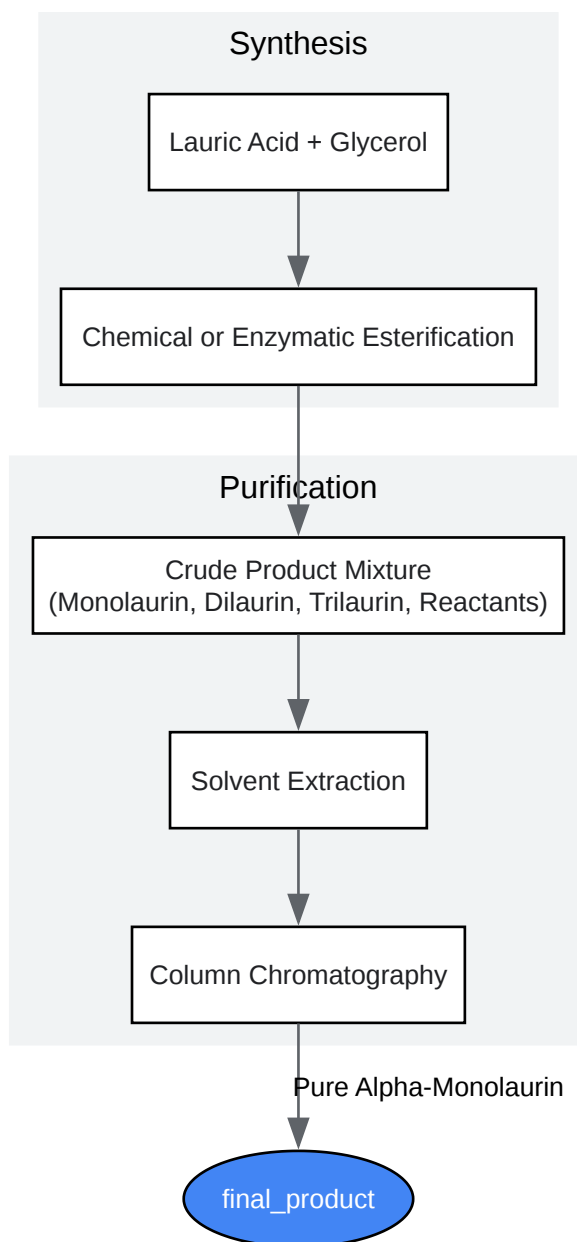 Synthesis
Lauric Acid + Glycerol
Chemical or Enzymatic Esterification
Purification
Crude Product Mixture
(Monolaurin, Dilaurin, Trilaurin, Reactants)
Solvent Extraction
Column Chromatography
Pure Alpha-Monolaurin
final_product